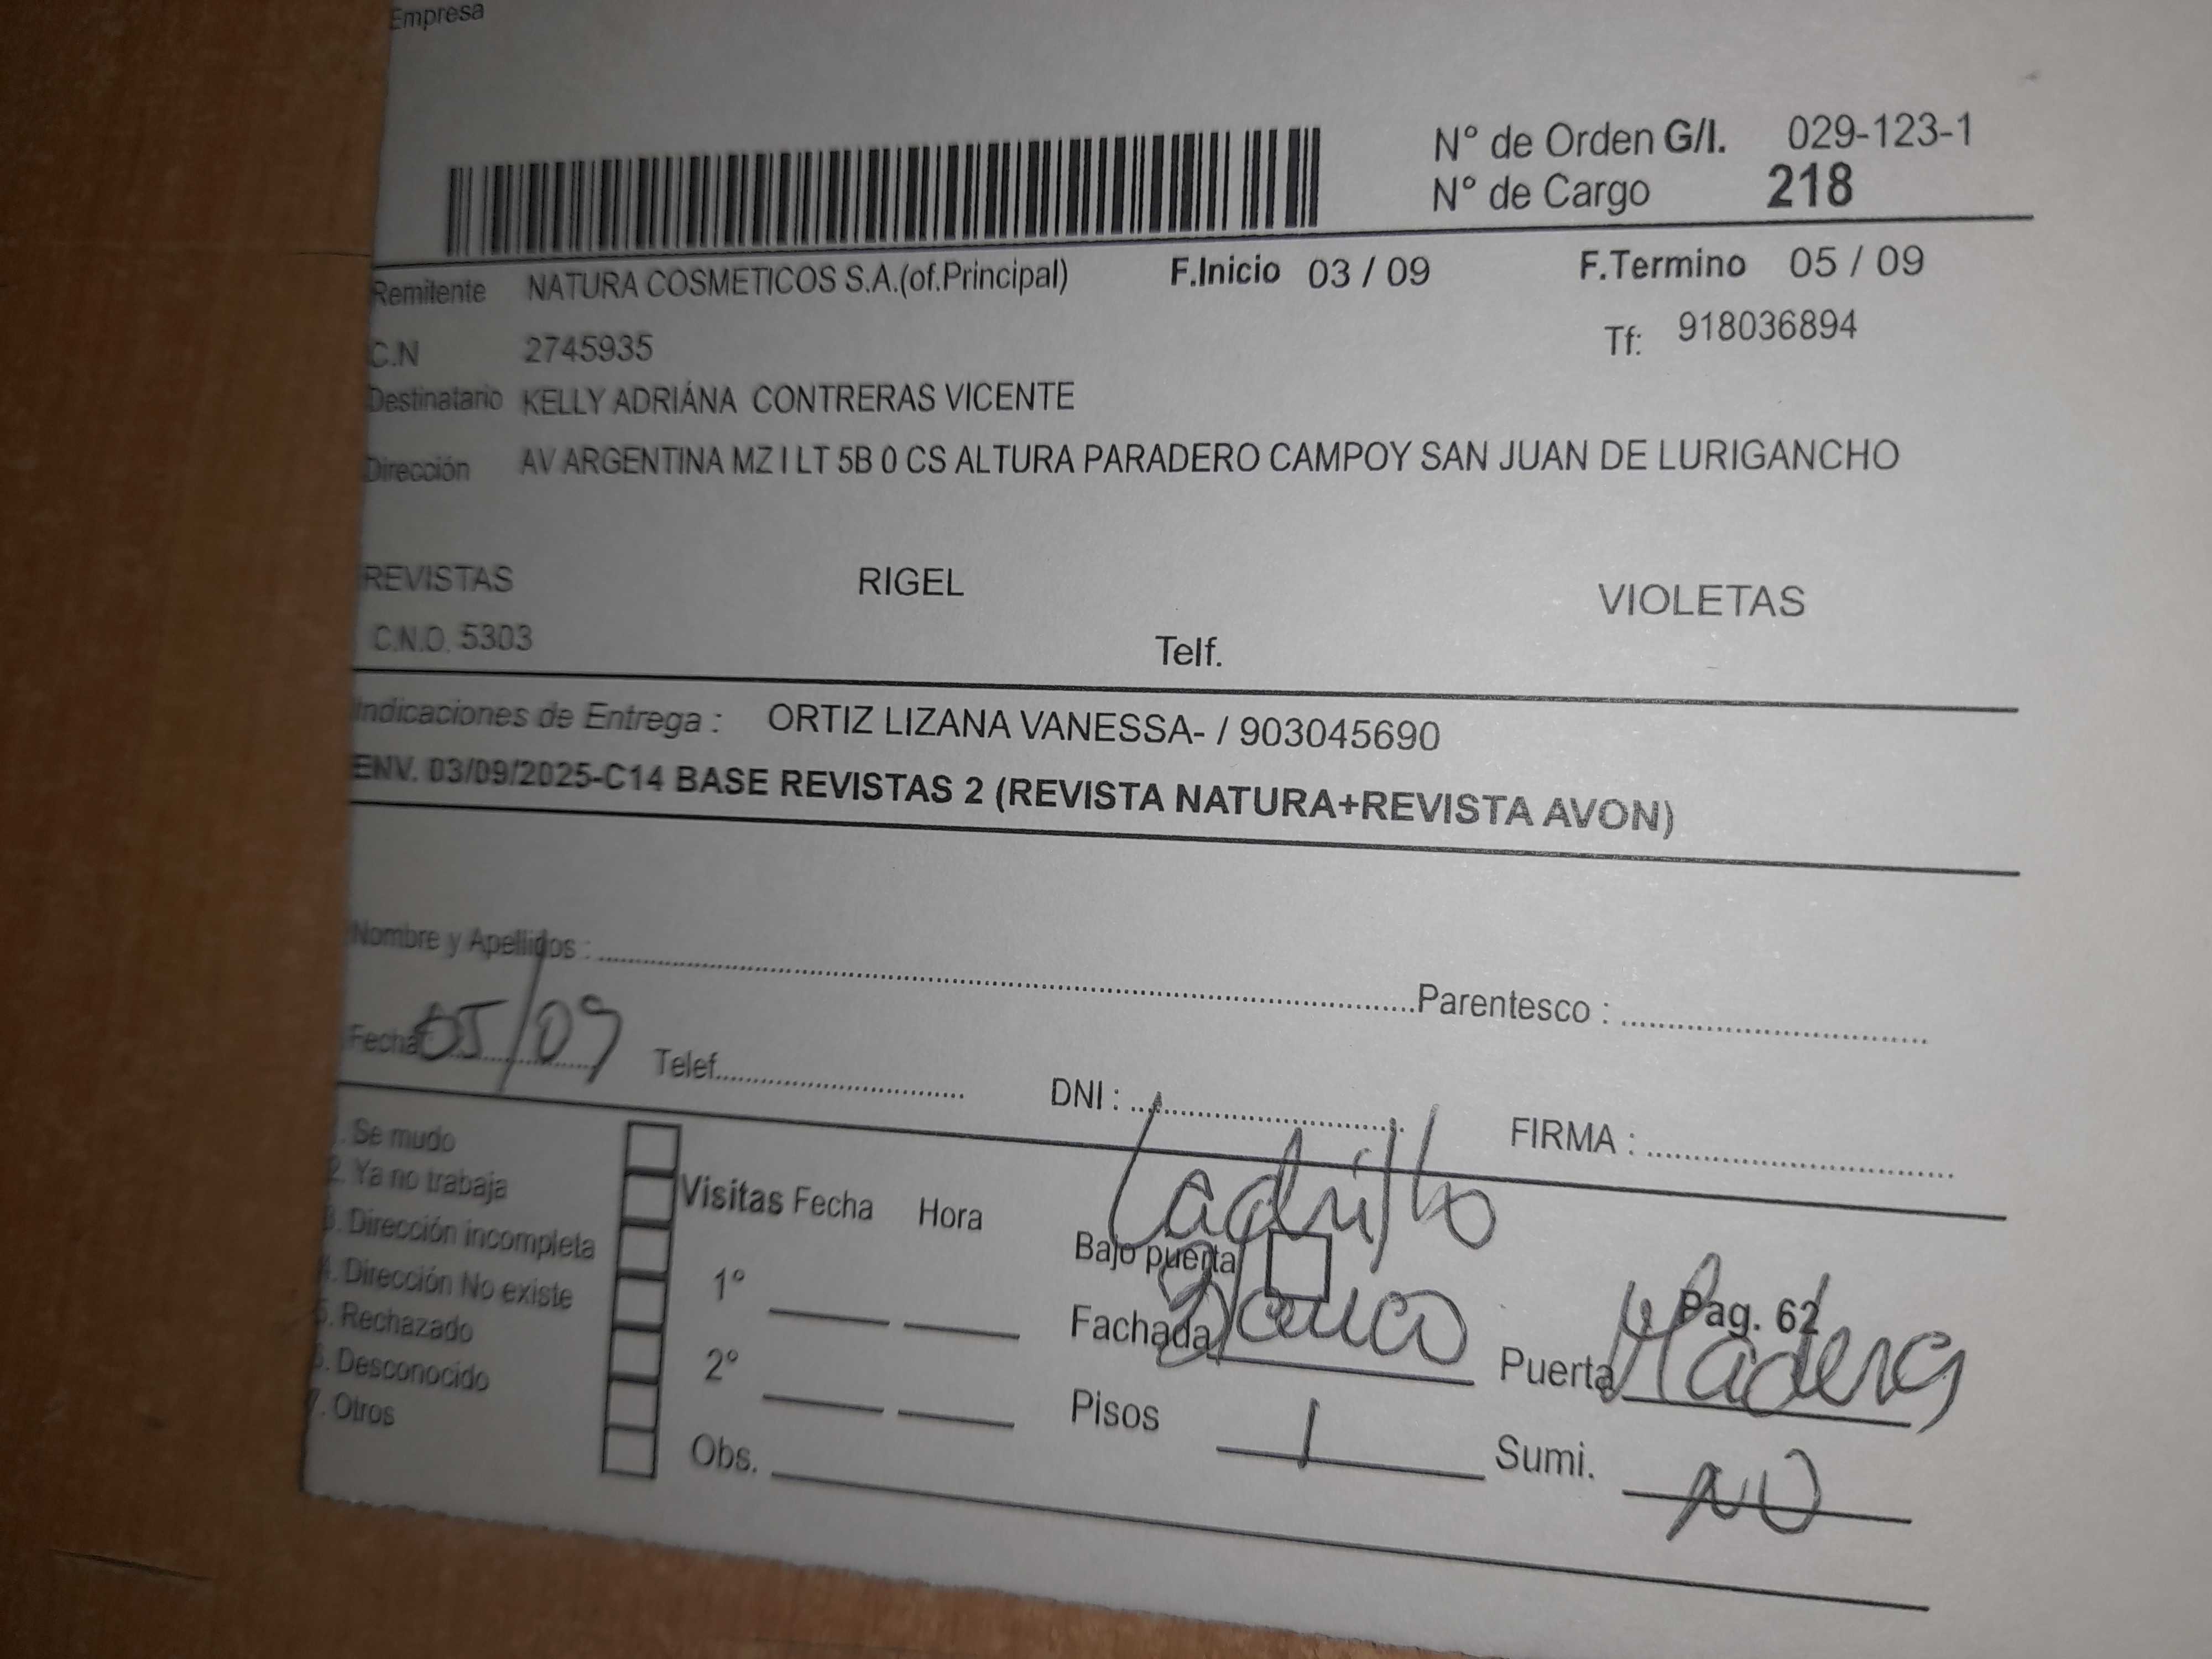 Empresa
N° de Orden G/I. 029-123-1
N° de Cargo 218
Remitente NATURA COSMETICOS S.A.(of.Principal) F.Inicio 03 / 09 F.Termino 05 / 09
C.N 2745935 Tf: 918036894
Destinatario KELLY ADRIÁNA CONTRERAS VICENTE
Dirección AV ARGENTINA MZ I LT 5B 0 CS ALTURA PARADERO CAMPOY SAN JUAN DE LURIGANCHO
REVISTAS RIGEL VIOLETAS
C.N.O. 5303 Telf.
Indicaciones de Entrega : ORTIZ LIZANA VANESSA- / 903045690
ENV. 03/09/2025-C14 BASE REVISTAS 2 (REVISTA NATURA+REVISTA AVON)
Nombre y Apellidos : Parentesco :
Fecha 05/09 Telef. DNI : FIRMA :
1. Se mudo
2. Ya no trabaja
3. Dirección incompleta
4. Dirección No existe
5. Rechazado
6. Desconocido
7. Otros
Visitas Fecha Hora
1°
2°
Obs.
Ladrillo
Bajo puerta
Fachada Blanco
Pag. 62
Puerta Madera
Pisos 1
Sumi. NO